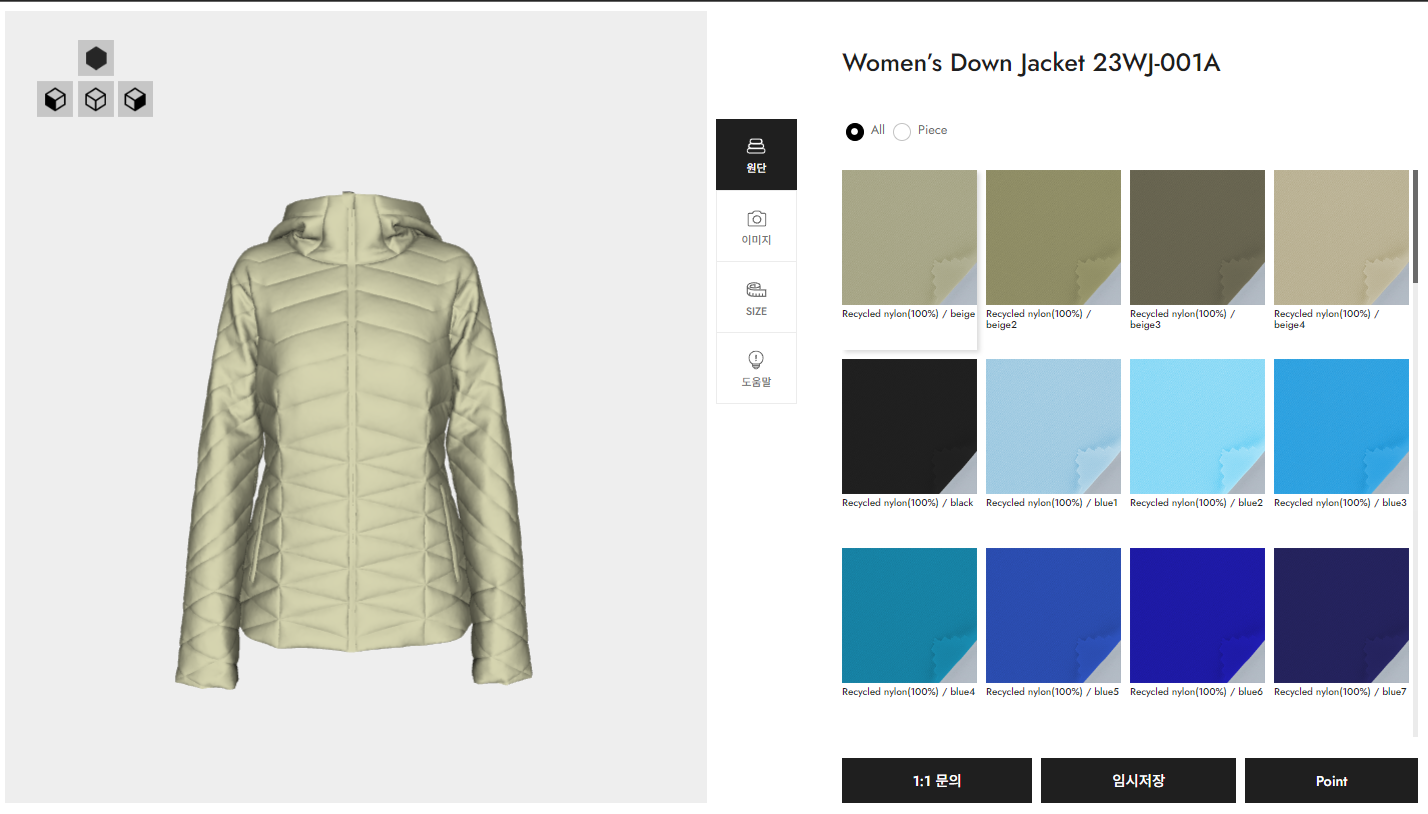 Women's Down Jacket 23WJ-001A
All
Piece
원단
이미지
SIZE
도움말
Recycled nylon(100%) / beige
Recycled nylon(100%) /
beige2
Recycled nylon(100%) /
beige3
Recycled nylon(100%) /
beige4
Recycled nylon(100%) / black
Recycled nylon(100%) / blue1
Recycled nylon(100%) / blue2
Recycled nylon(100%) / blue3
Recycled nylon(100%) / blue4
Recycled nylon(100%) / blue5
Recycled nylon(100%) / blue6
Recycled nylon(100%) / blue7
1:1 문의
임시저장
Point